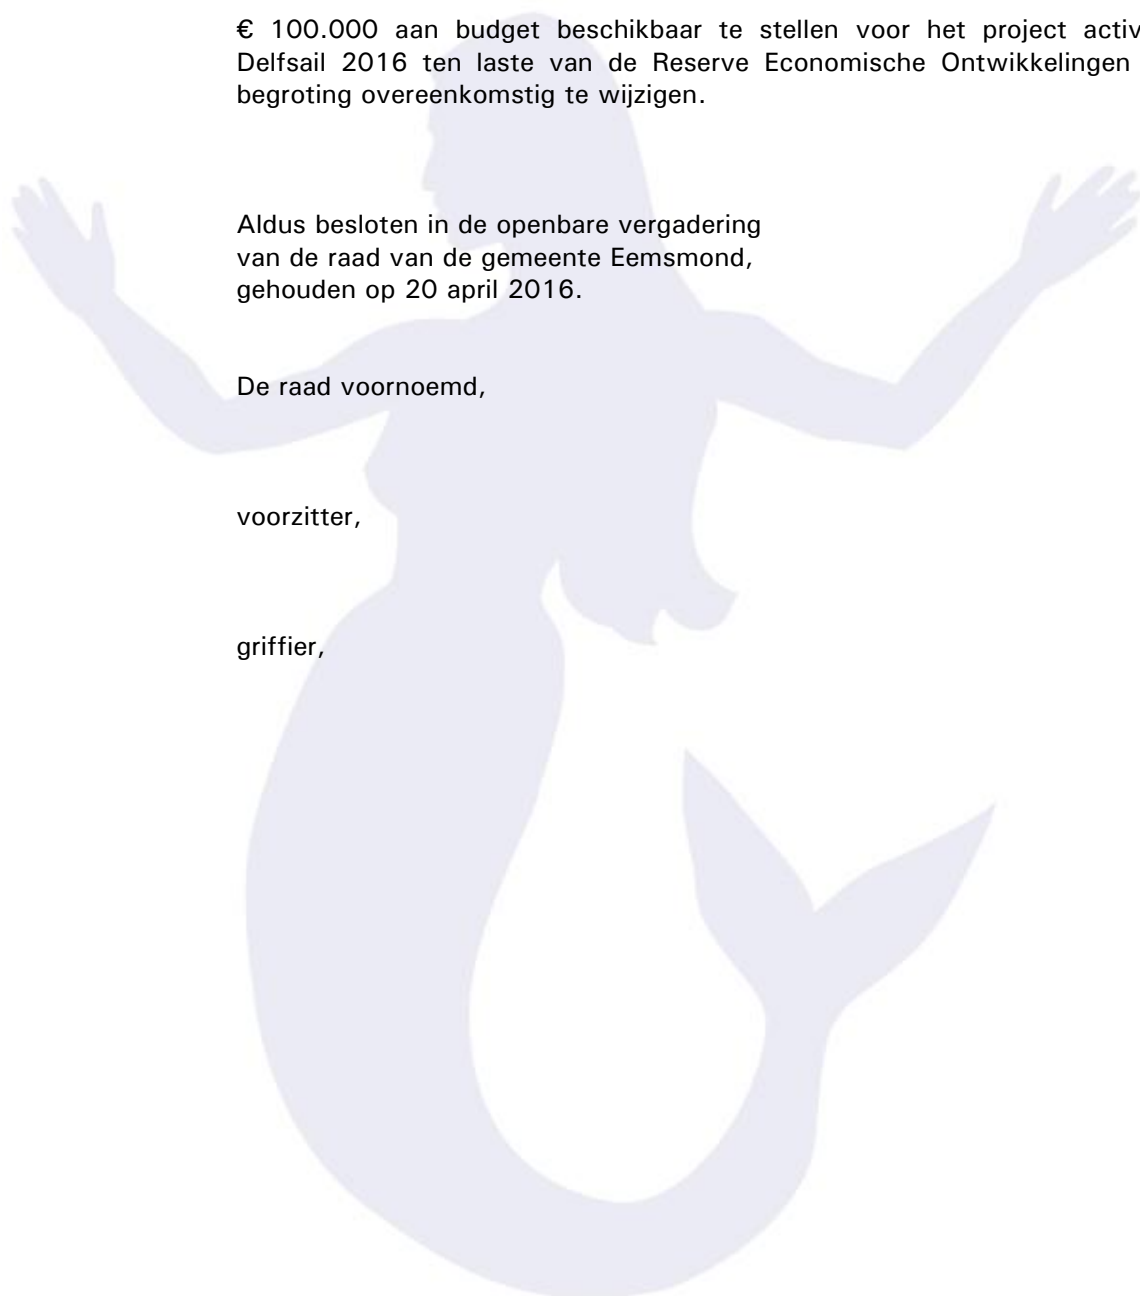 € 100.000 aan budget beschikbaar te stellen voor het project activ
Delfsail 2016 ten laste van de Reserve Economische Ontwikkelingen
begroting overeenkomstig te wijzigen.
Aldus besloten in de openbare vergadering
van de raad van de gemeente Eemsmond,
gehouden op 20 april 2016.
De raad voornoemd,
voorzitter,
griffier,